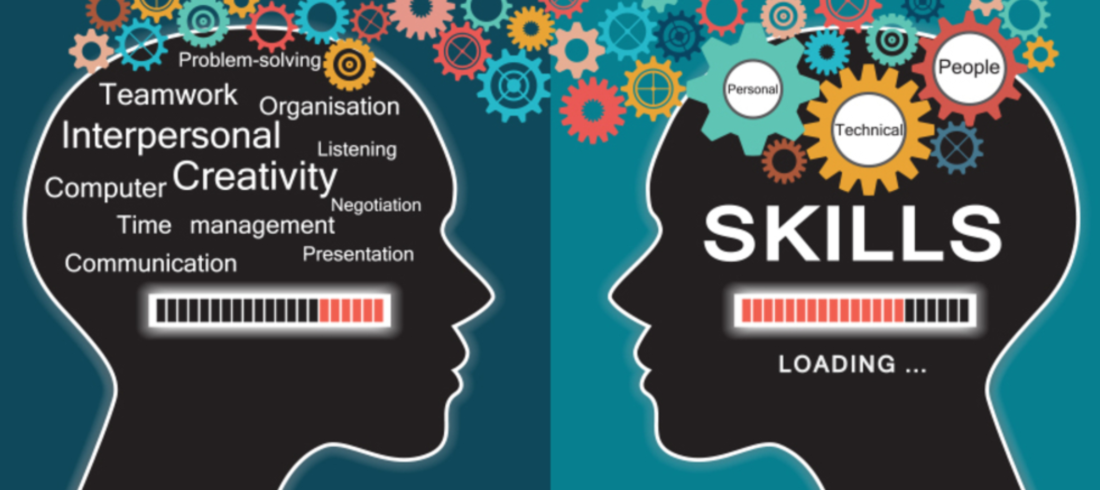 Problem-solving
Teamwork
Organisation
Interpersonal
Listening
Creativity
Computer
Negotiation
Time management
Presentation
Communication
People
Personal
Technical
SKILLS
LOADING ...